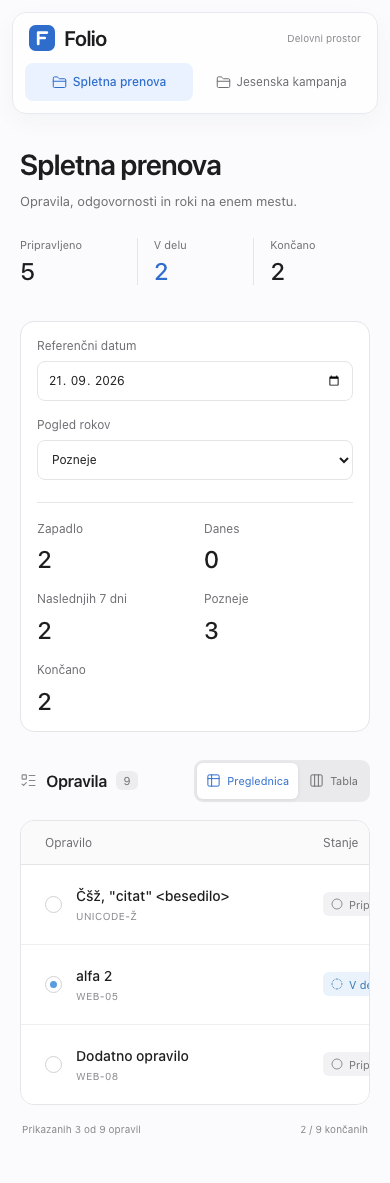 F Folio
Delovni prostor
Spletna prenova
Jesenska kampanja
Spletna prenova
Opravila, odgovornosti in roki na enem mestu.
Pripravljeno
V delu
Končano
5
2
2
Referenčni datum
21. 09. 2026
Pogled rokov
Pozneje
Zapadlo
Danes
2
0
Naslednjih 7 dni
Pozneje
2
3
Končano
2
Opravila 9
Preglednica
Tabla
Opravilo
Stanje
Čšž, "citat" <besedilo>
UNICODE-Ž
Prip
alfa 2
WEB-05
V de
Dodatno opravilo
WEB-08
Prip
Prikazanih 3 od 9 opravil
2 / 9 končanih